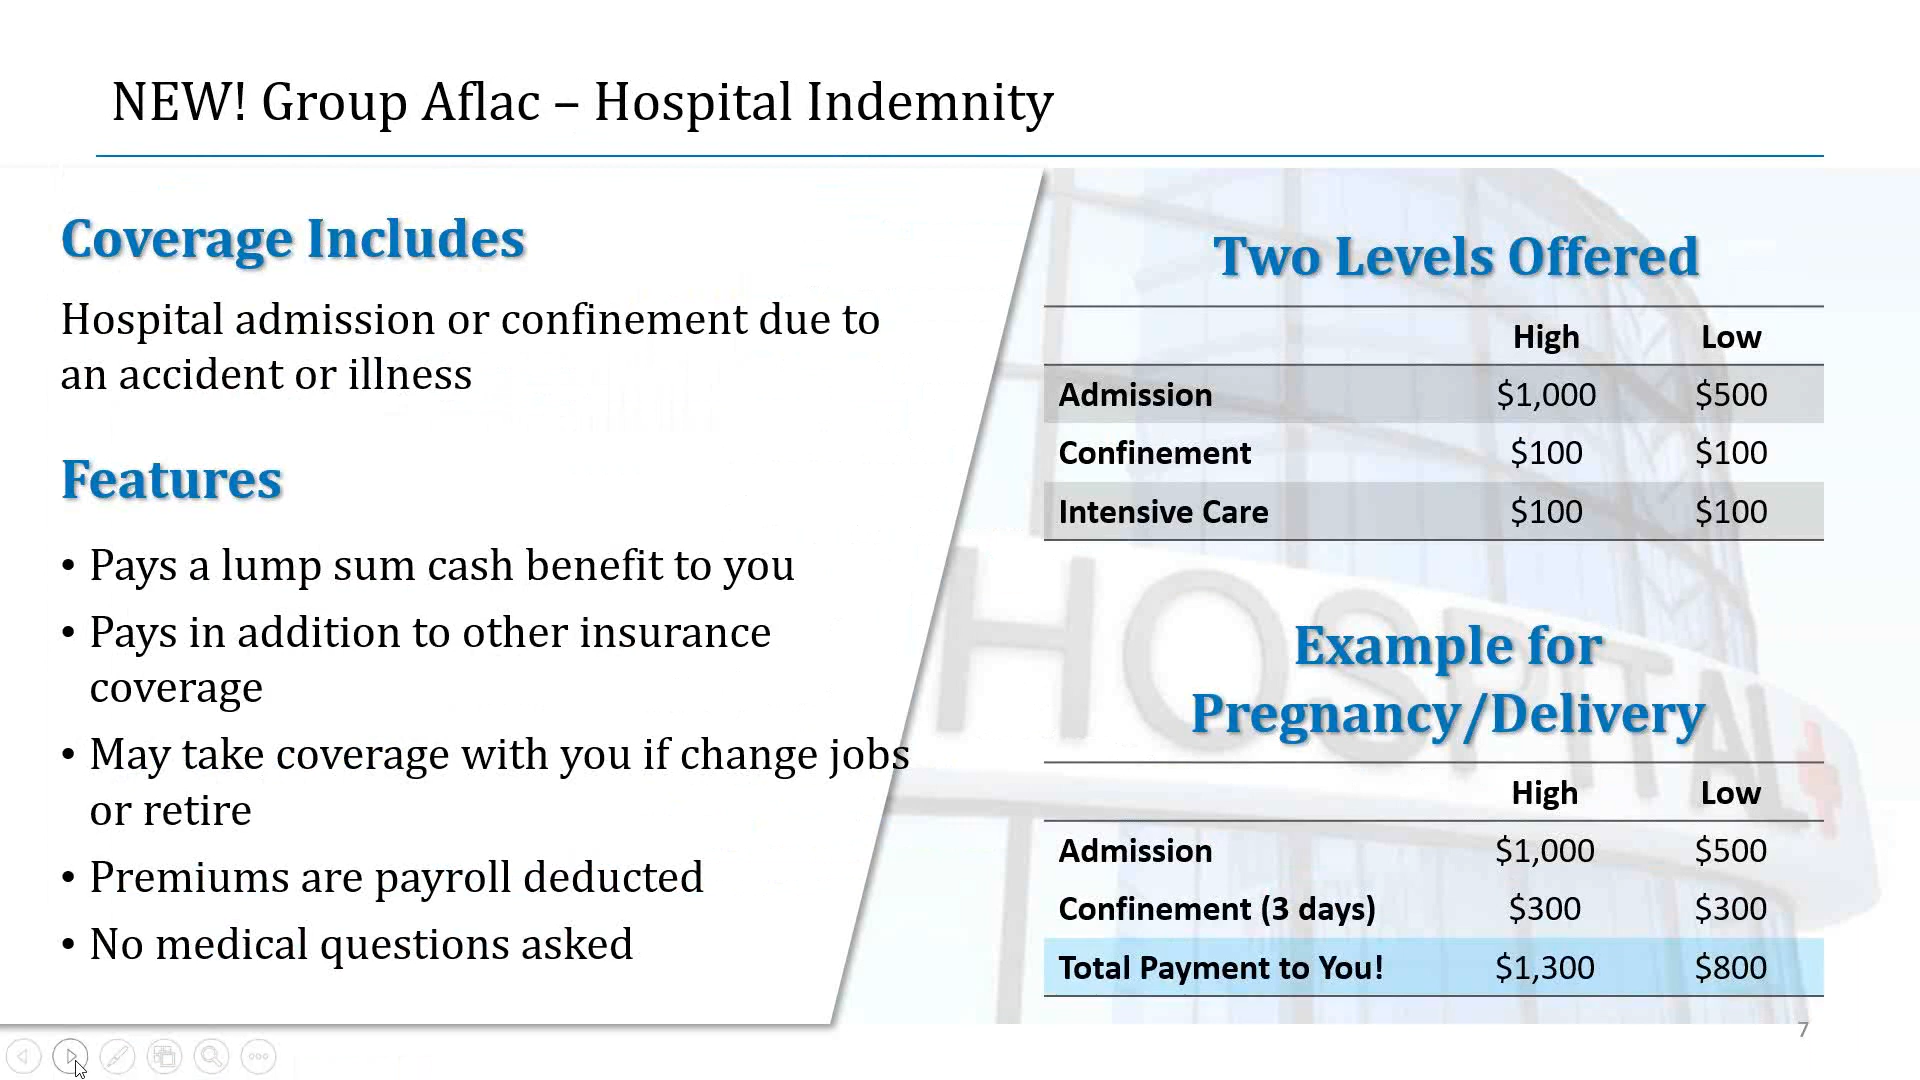 NEW! Group Aflac – Hospital Indemnity
Coverage Includes
Hospital admission or confinement due to
an accident or illness
Features
• Pays a lump sum cash benefit to you
• Pays in addition to other insurance
coverage
• May take coverage with you if change jobs
or retire
• Premiums are payroll deducted
• No medical questions asked
Two Levels Offered
High Low
Admission $1,000 $500
Confinement $100 $100
Intensive Care $100 $100
HOSPITAL
Example for
Pregnancy/Delivery
High Low
Admission $1,000 $500
Confinement (3 days) $300 $300
Total Payment to You! $1,300 $800
7